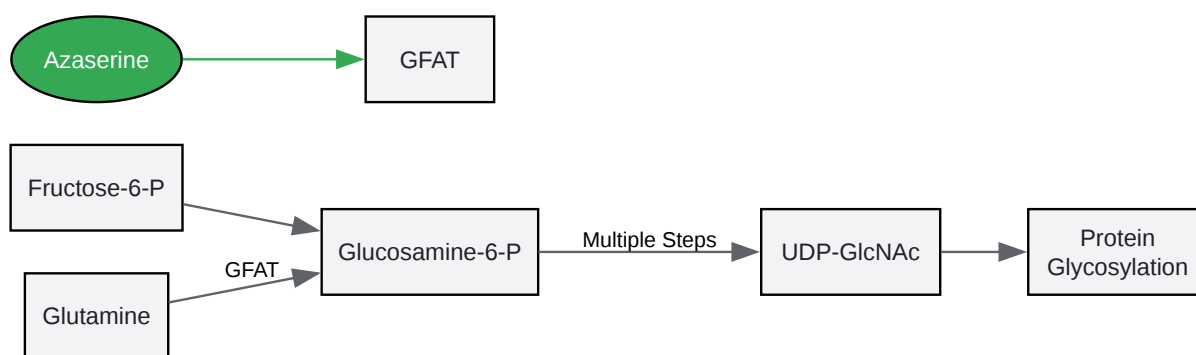 Azaserine
GFAT
Fructose-6-P
Glucosamine-6-P
Multiple Steps
UDP-GlcNAc
Protein
Glycosylation
GFAT
Glutamine